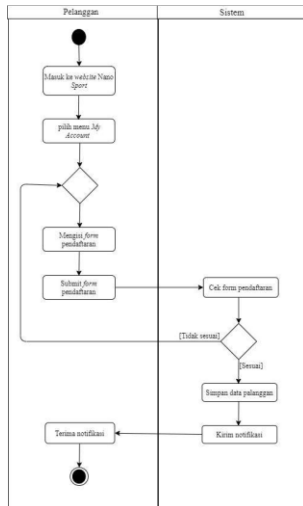 Pelanggan
Sistem
Masuk ke website Nano
Sport
pilih menu My
Account
Mengisi form
pendaftaran
Submit form
pendaftaran
Cek form pendaftaran
[Tidak sesuai]
[Sesuai]
Simpan data palanggan
Kirim notifikasi
Terima notifikasi